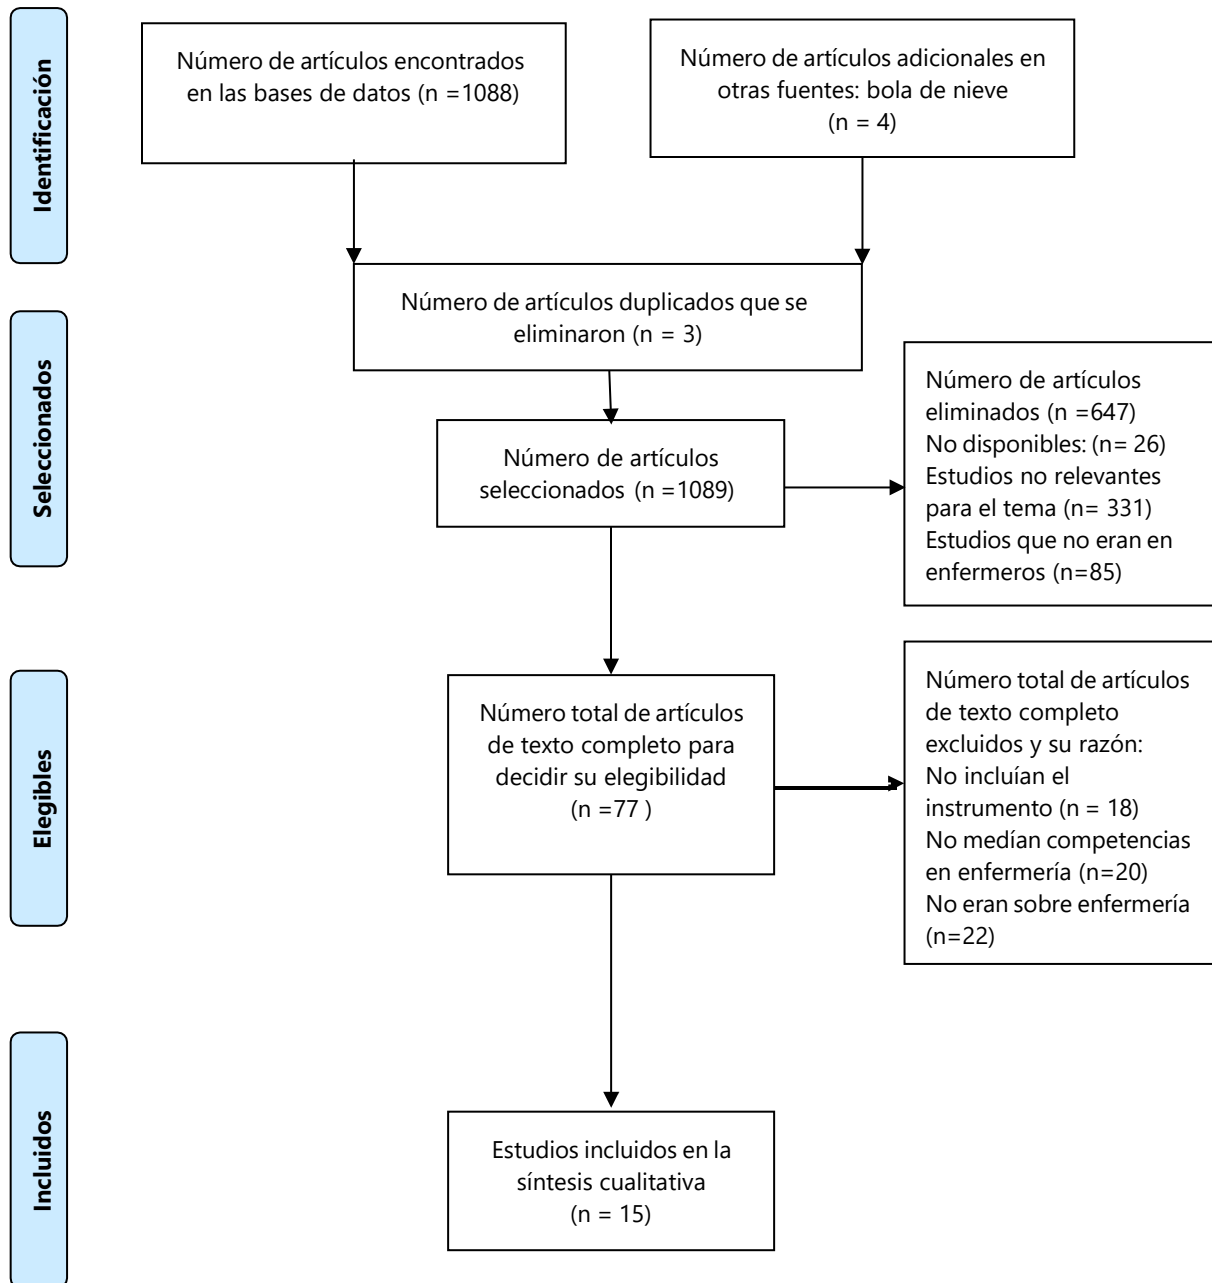 Identificación
Número de artículos encontrados
en las bases de datos (n =1088)
Número de artículos adicionales en
otras fuentes: bola de nieve
(n = 4)
Número de artículos duplicados que se
eliminaron (n = 3)
Seleccionados
Número de artículos
seleccionados (n =1089)
Número de artículos
eliminados (n =647)
No disponibles: (n= 26)
Estudios no relevantes
para el tema (n= 331)
Estudios que no eran en
enfermeros (n=85)
Elegibles
Número total de artículos
de texto completo para
decidir su elegibilidad
(n =77 )
Número total de artículos
de texto completo
excluidos y su razón:
No incluían el
instrumento (n = 18)
No medían competencias
en enfermería (n=20)
No eran sobre enfermería
(n=22)
Incluidos
Estudios incluidos en la
síntesis cualitativa
(n = 15)